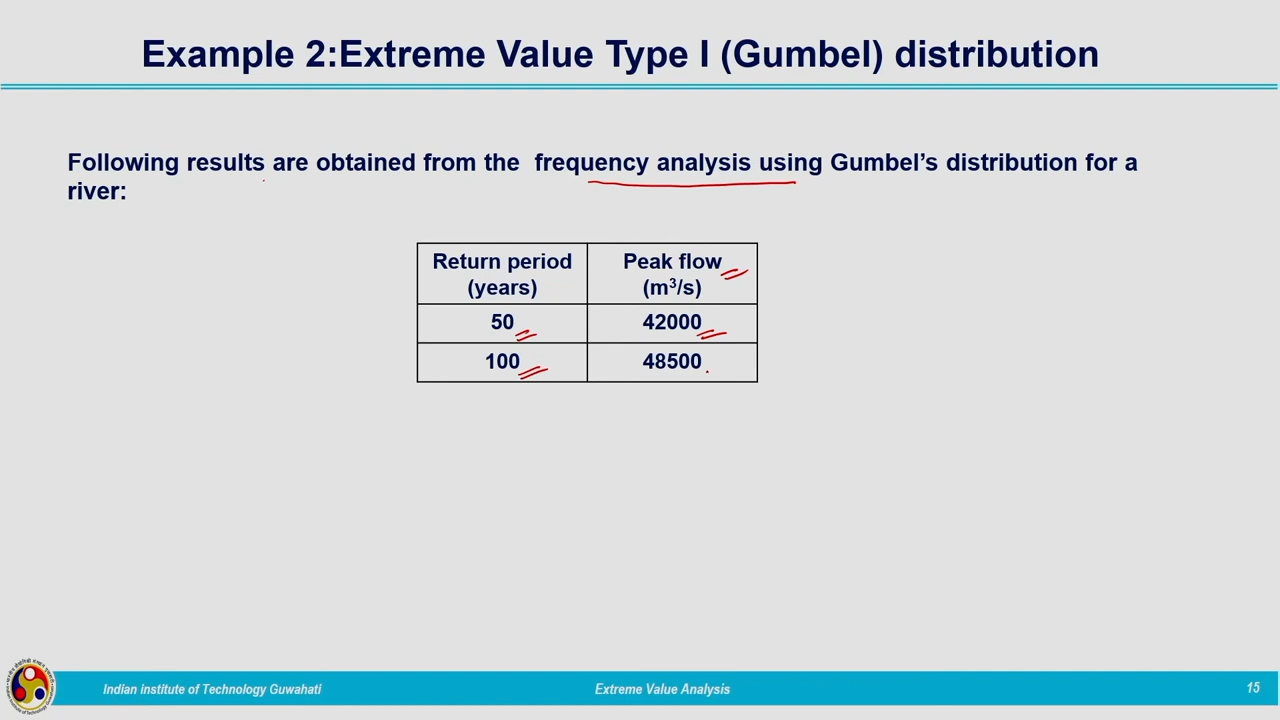 Example 2:Extreme Value Type I (Gumbel) distribution
Following results are obtained from the frequency analysis using Gumbel’s distribution for a
river:
Return period Peak flow
(years) (m³/s)
50 42000
100 48500
Indian institute of Technology Guwahati Extreme Value Analysis 15